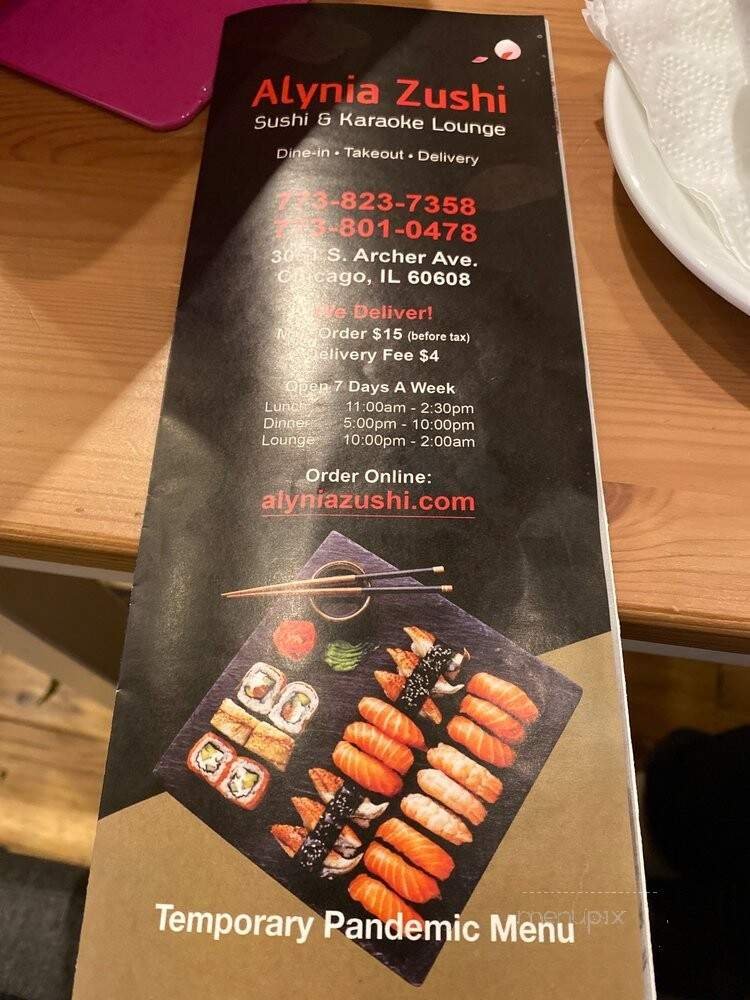 Alynia Zushi
Sushi & Karaoke Lounge
Dine-in • Takeout • Delivery
773-823-7358
773-801-0478
S. Archer Ave.
Chicago, IL 60608
We Deliver!
Order $15 (before tax)
Delivery Fee $4
Open 7 Days A Week
Lunch 11:00am - 2:30pm
Dinner 5:00pm - 10:00pm
Lounge 10:00pm - 2:00am
Order Online:
alyniazushi.com
Temporary Pandemic Menu
menupix